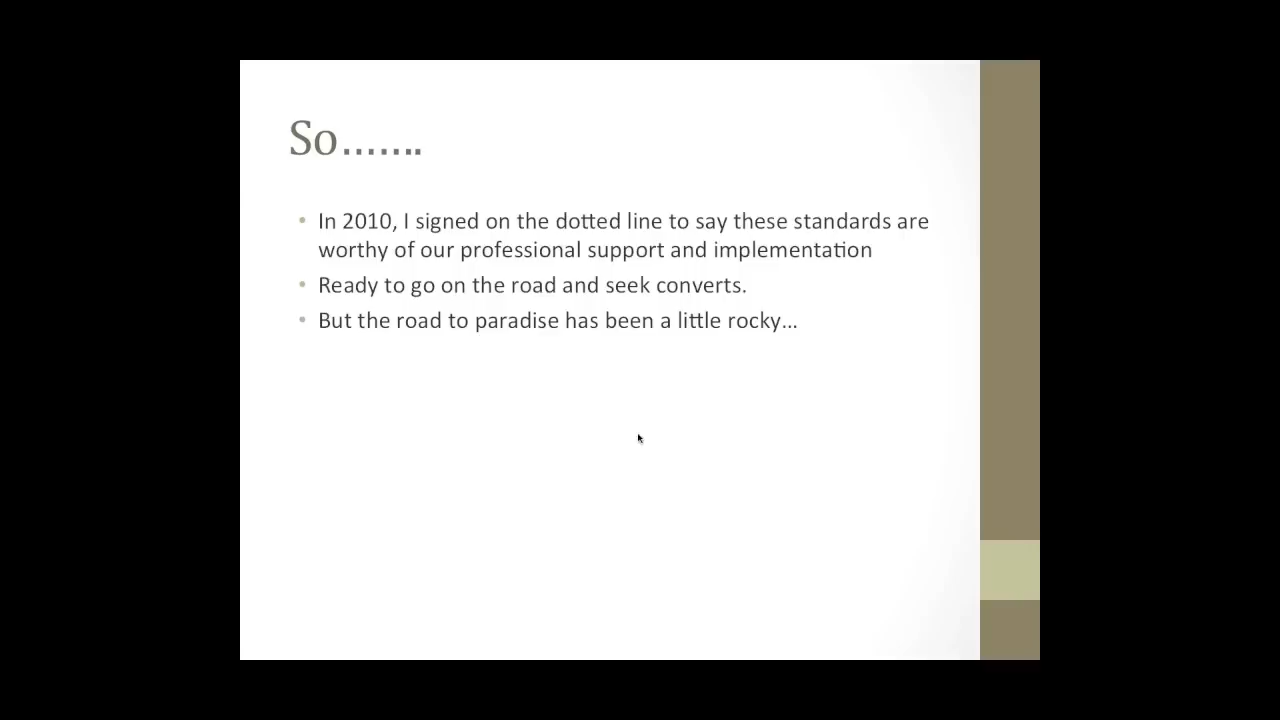 So.......
• In 2010, I signed on the dotted line to say these standards are
worthy of our professional support and implementation
• Ready to go on the road and seek converts.
• But the road to paradise has been a little rocky…